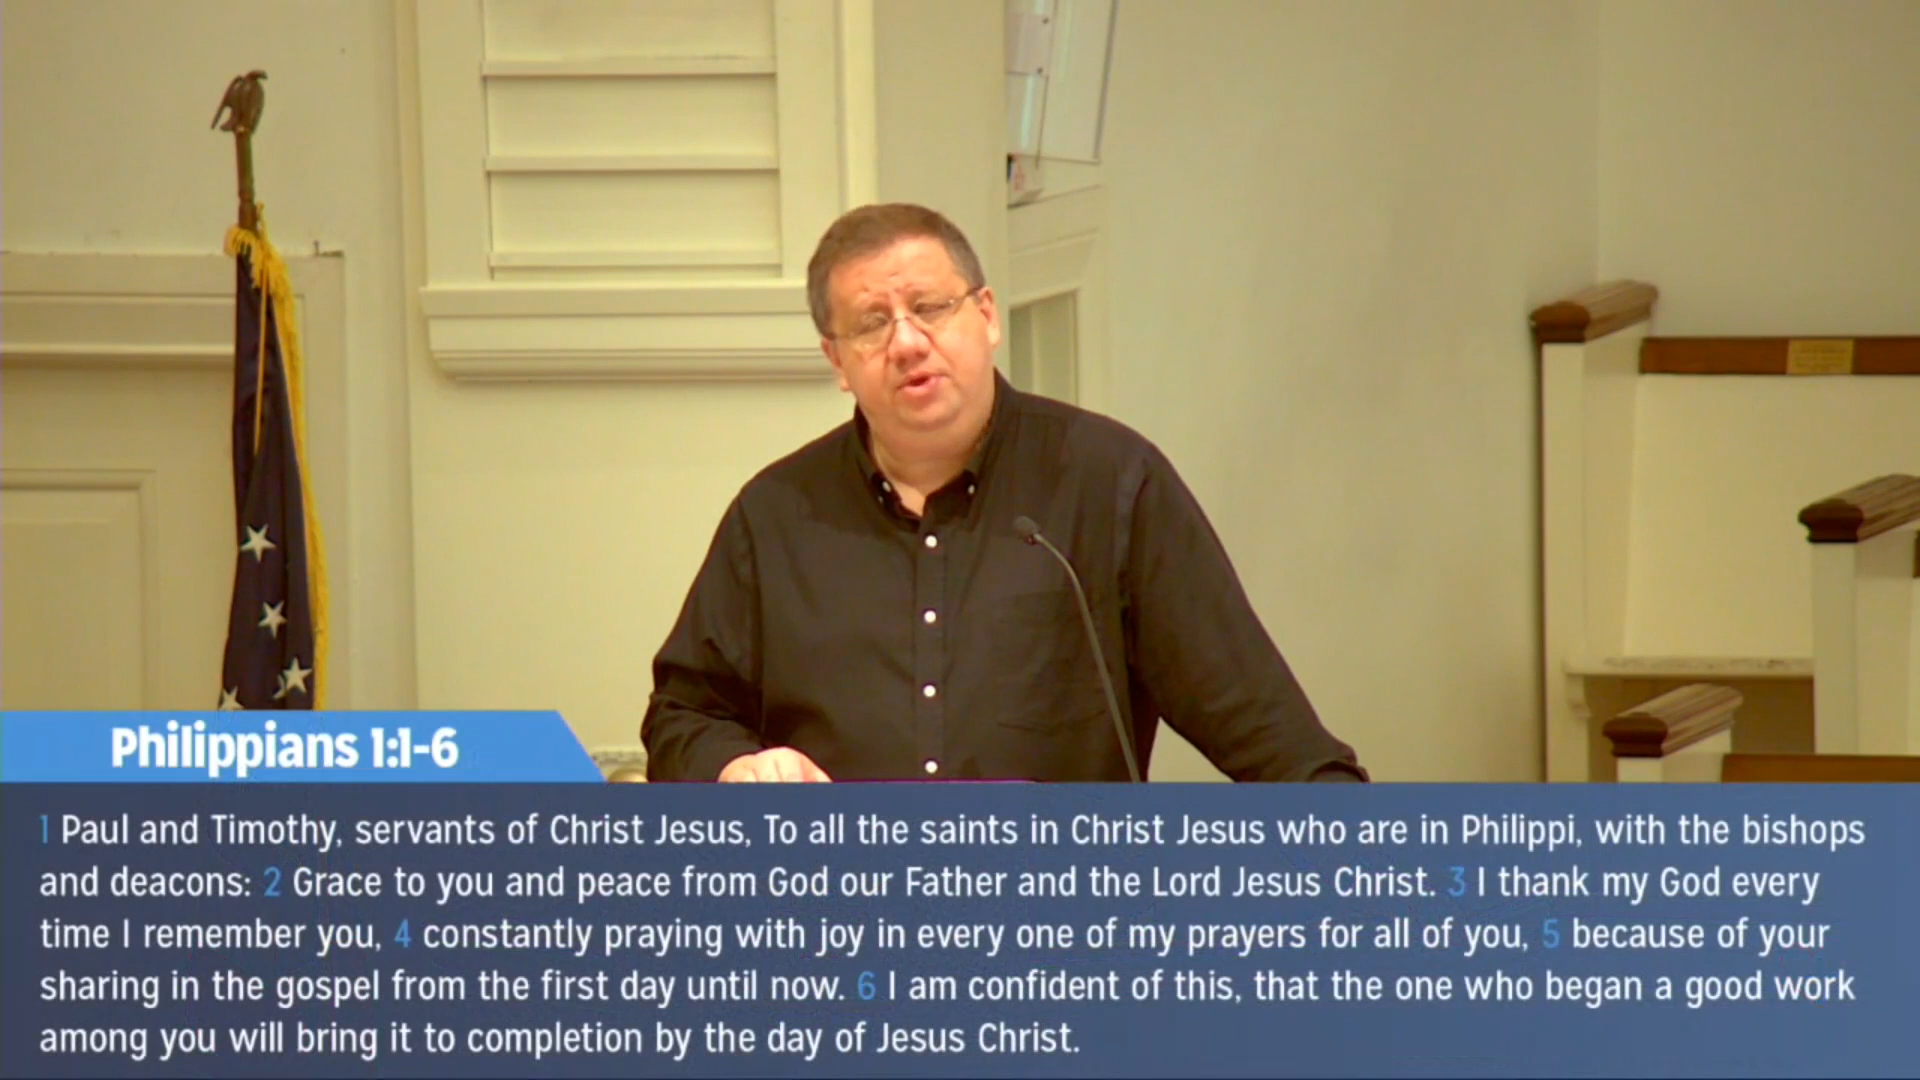 Philippians 1:1-6
1 Paul and Timothy, servants of Christ Jesus, To all the saints in Christ Jesus who are in Philippi, with the bishops
and deacons: 2 Grace to you and peace from God our Father and the Lord Jesus Christ. 3 I thank my God every
time I remember you, 4 constantly praying with joy in every one of my prayers for all of you, 5 because of your
sharing in the gospel from the first day until now. 6 I am confident of this, that the one who began a good work
among you will bring it to completion by the day of Jesus Christ.